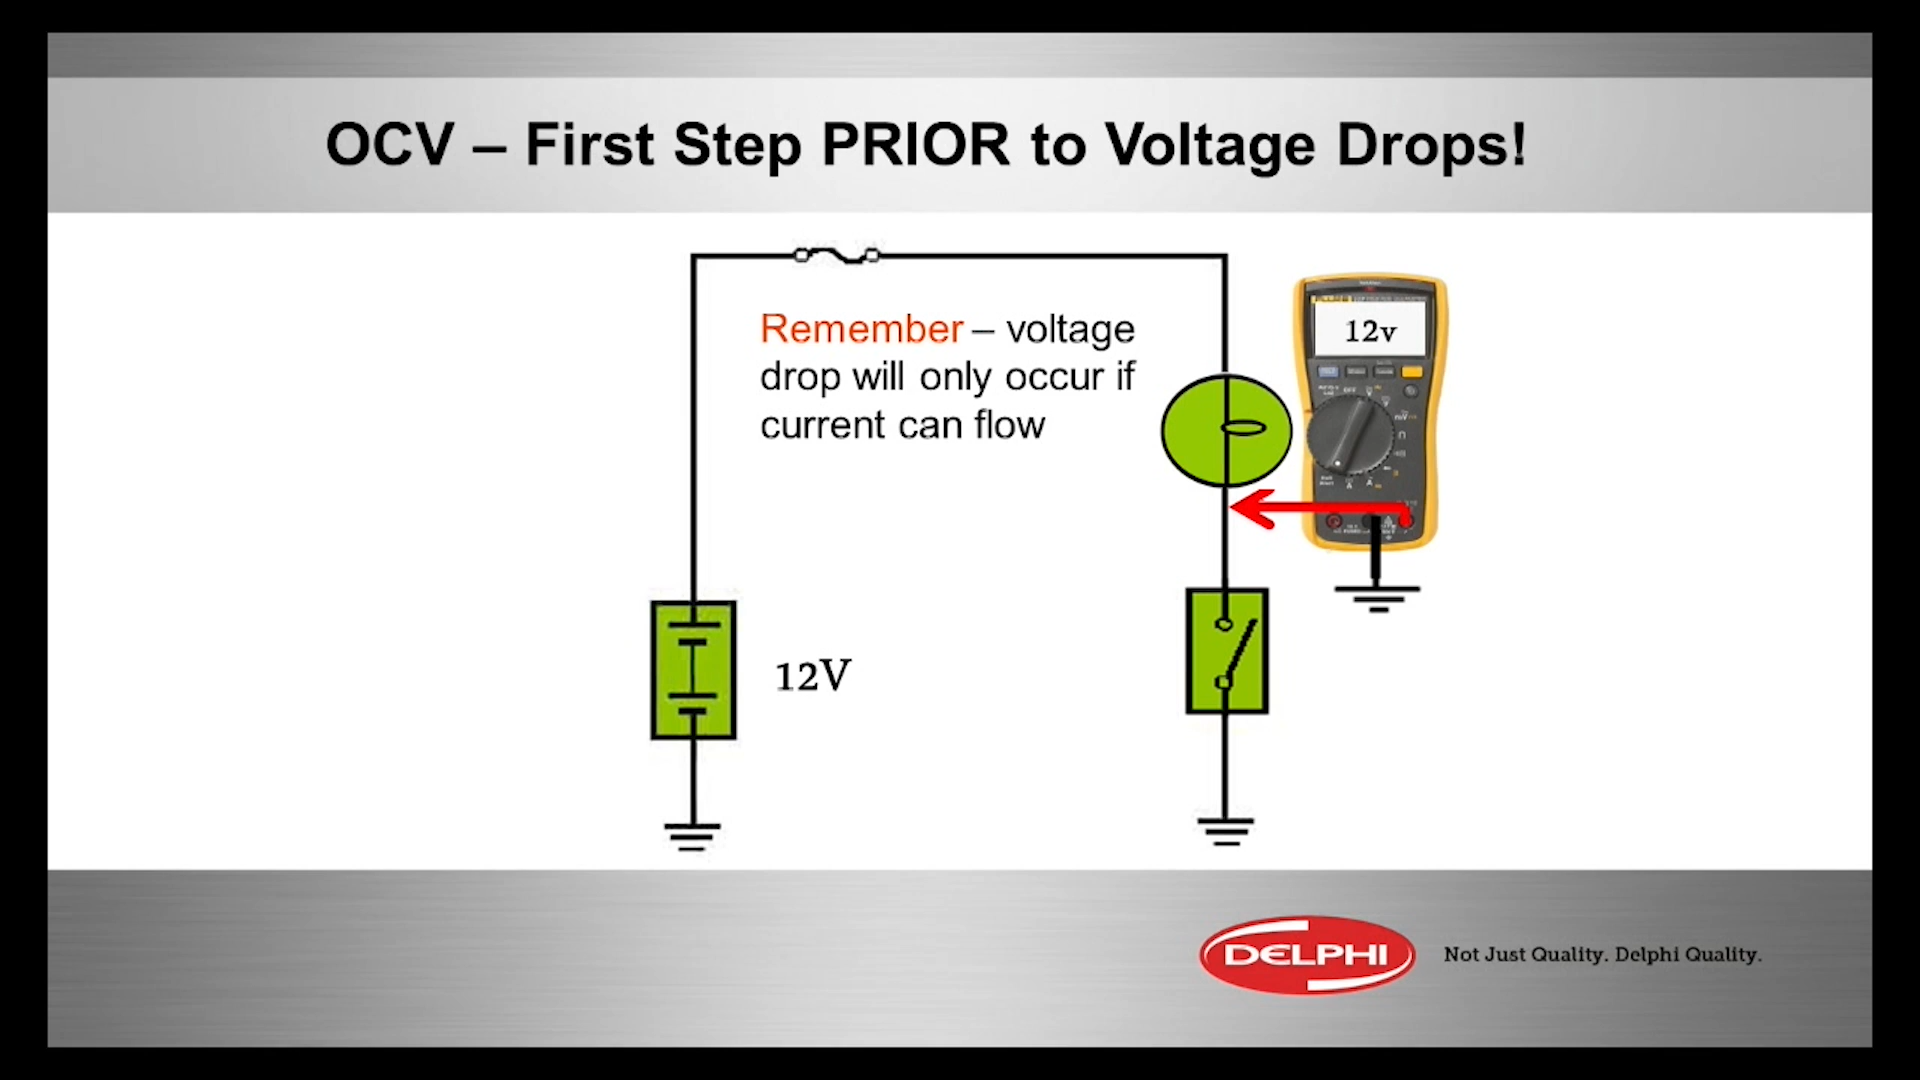 OCV – First Step PRIOR to Voltage Drops!
Remember – voltage
drop will only occur if
current can flow
12v
12V
DELPHI
Not Just Quality. Delphi Quality.